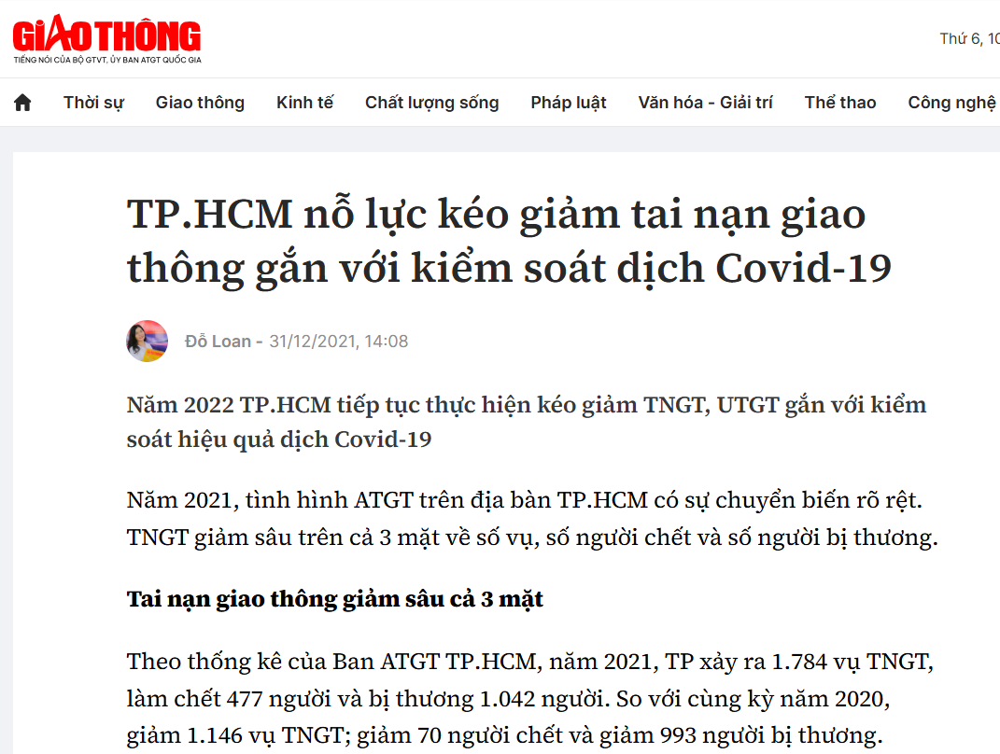 GIAO THÔNG
TIẾNG NÓI CỦA BỘ GTVT, ỦY BAN ATGT QUỐC GIA
Thứ 6, 10
Thời sự Giao thông Kinh tế Chất lượng sống Pháp luật Văn hóa - Giải trí Thể thao Công nghệ
TP.HCM nỗ lực kéo giảm tai nạn giao
thông gắn với kiểm soát dịch Covid-19
Đỗ Loan - 31/12/2021, 14:08
Năm 2022 TP.HCM tiếp tục thực hiện kéo giảm TNGT, UTGT gắn với kiểm
soát hiệu quả dịch Covid-19
Năm 2021, tình hình ATGT trên địa bàn TP.HCM có sự chuyển biến rõ rệt.
TNGT giảm sâu trên cả 3 mặt về số vụ, số người chết và số người bị thương.
Tai nạn giao thông giảm sâu cả 3 mặt
Theo thống kê của Ban ATGT TP.HCM, năm 2021, TP xảy ra 1.784 vụ TNGT,
làm chết 477 người và bị thương 1.042 người. So với cùng kỳ năm 2020,
giảm 1.146 vụ TNGT; giảm 70 người chết và giảm 993 người bị thương.